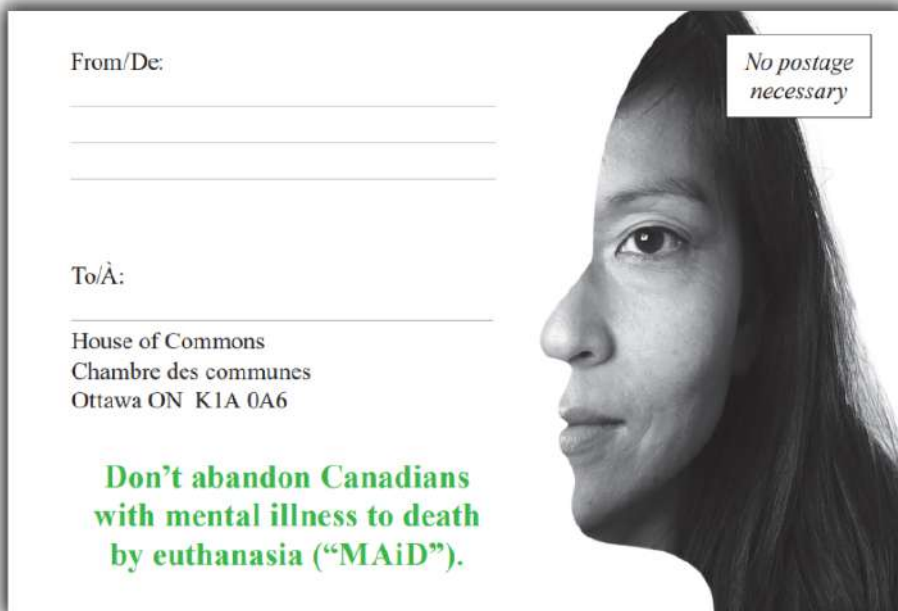 From/De:
No postage
necessary
To/À:
House of Commons
Chambre des communes
Ottawa ON K1A 0A6
Don't abandon Canadians
with mental illness to death
by euthanasia (“MAiD”).